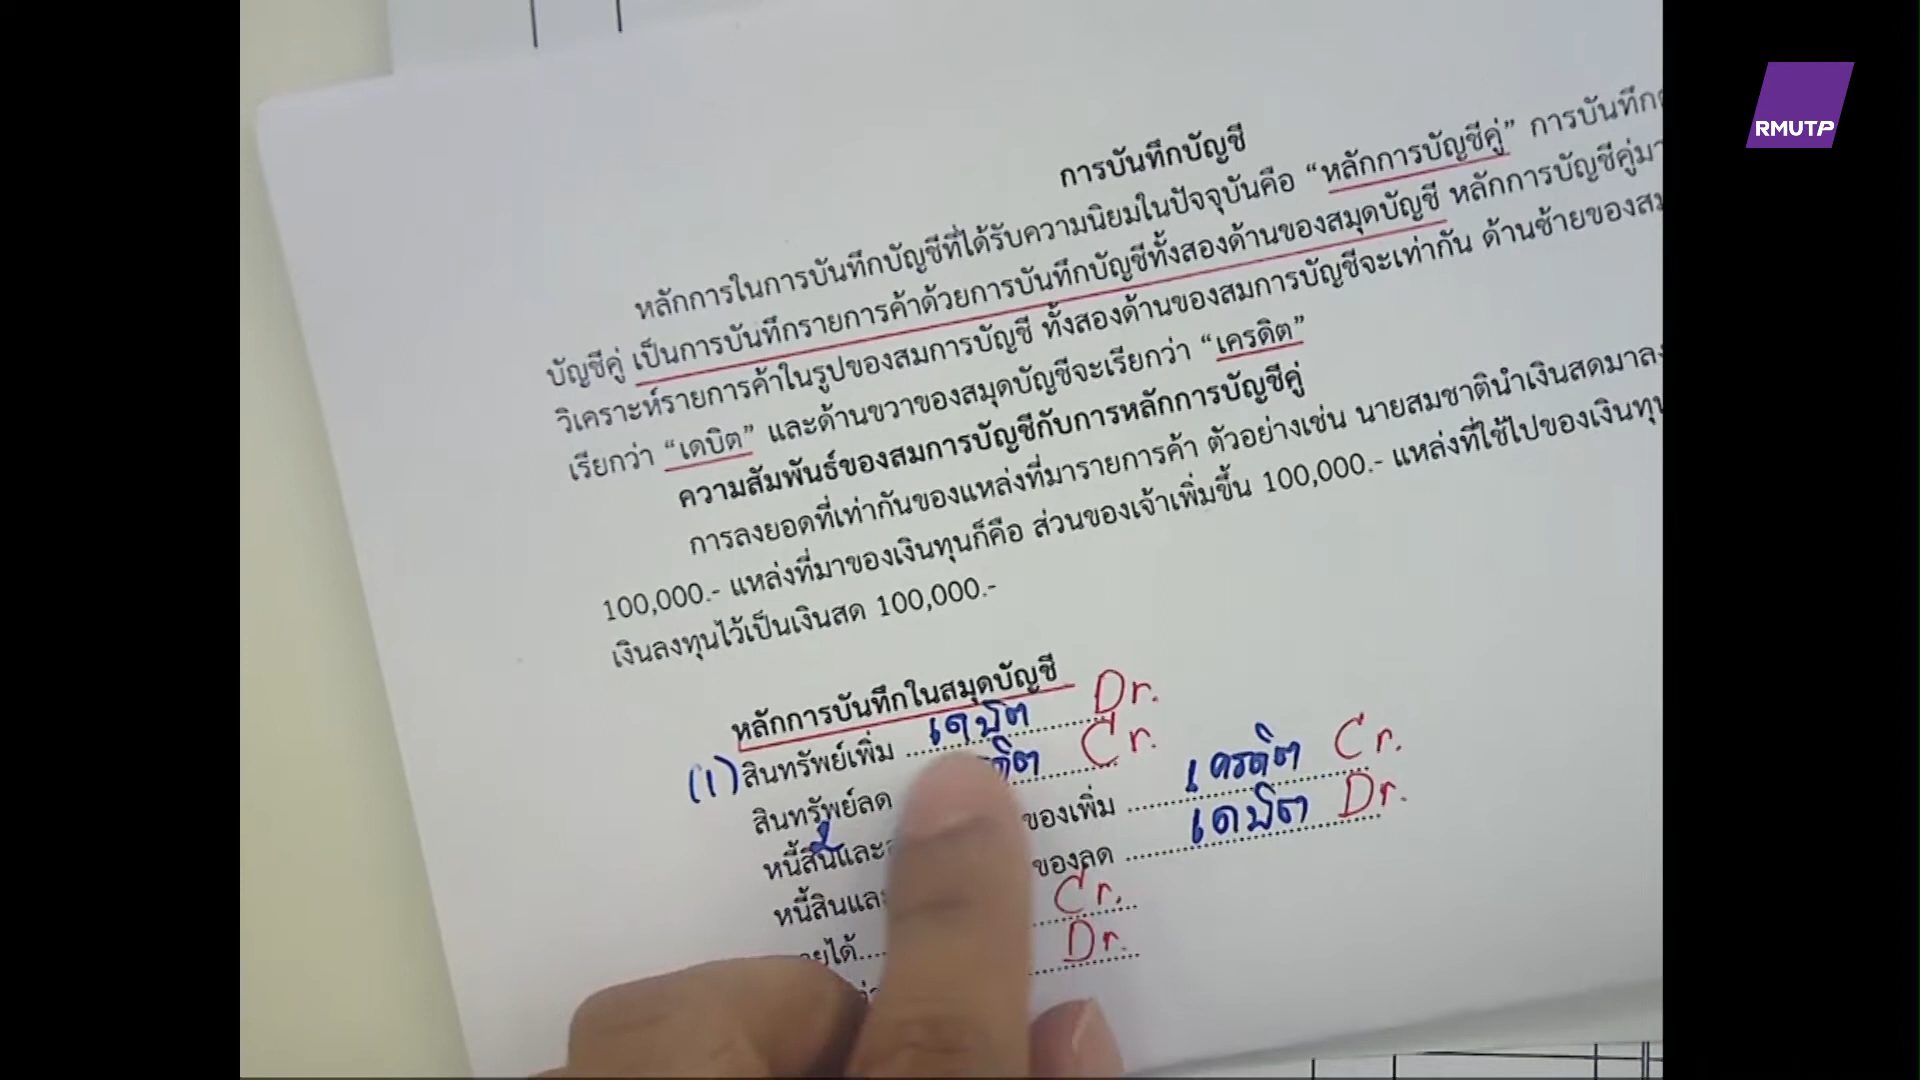 RMUTP
การบันทึกบัญชี
หลักการในการบันทึกบัญชีที่ได้รับความนิยมในปัจจุบันคือ “หลักการบัญชีคู่” การบันทึก
บัญชีคู่ เป็นการบันทึกรายการค้าด้วยการบันทึกบัญชีทั้งสองด้านของสมุดบัญชี หลักการบัญชีคู่
วิเคราะห์รายการค้าในรูปของสมการบัญชี ทั้งสองด้านของสมการบัญชีจะเท่ากัน ด้านซ้ายของ
เรียกว่า “เดบิต” และด้านขวาของสมุดบัญชีจะเรียกว่า “เครดิต”
ความสัมพันธ์ของสมการบัญชีกับการหลักการบัญชีคู่
การลงยอดที่เท่ากันของแหล่งที่มารายการค้า ตัวอย่างเช่น นายสมชาตินำเงินสดมา
100,000.- แหล่งที่มาของเงินทุนก็คือ ส่วนของเจ้าเพิ่มขึ้น 100,000.- แหล่งที่ใช้ไปของเงินทุน
เงินลงทุนไว้เป็นเงินสด 100,000.-
หลักการบันทึกในสมุดบัญชี
(1) สินทรัพย์เพิ่ม ..... เดบิต ..... Dr.
สินทรัพย์ลด Cr.
หนี้สินและ ของเพิ่ม ..... เครดิต ..... Cr.
หนี้สินและ ของลด ..... เดบิต ..... Dr.
Cr.
Dr.